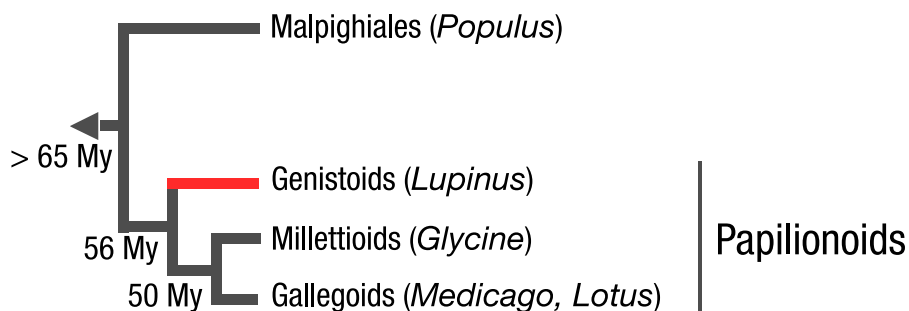 Malpighiales (Populus)
> 65 My
Genistoids (Lupinus)
56 My
Millettioids (Glycine)
Papilionoids
50 My
Gallegoids (Medicago, Lotus)